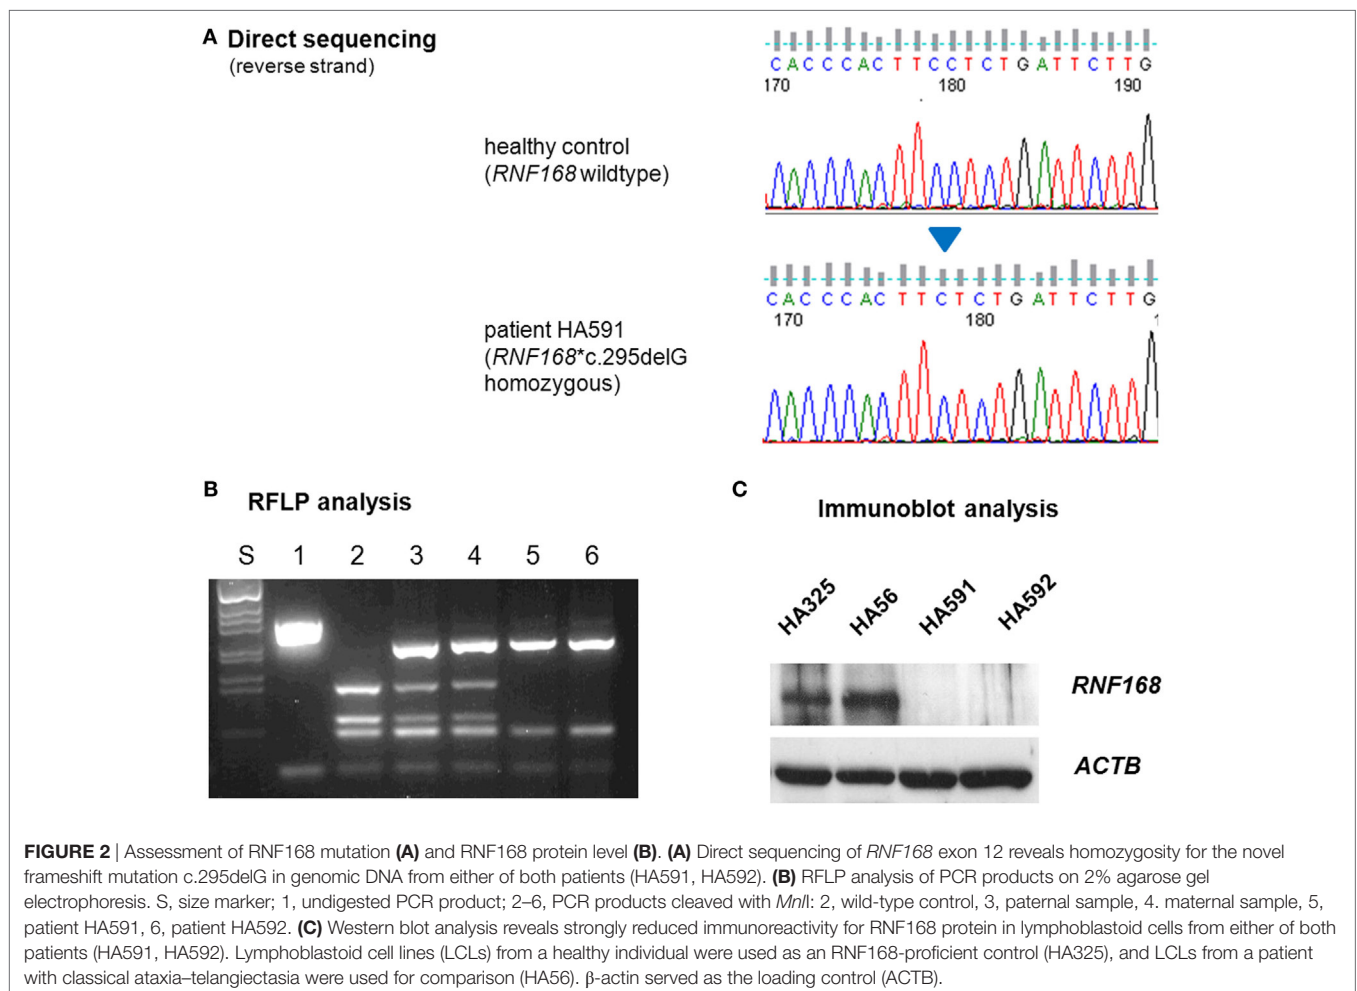 A Direct sequencing
(reverse strand)
C A C C C A C T T C C T C T G A T T C T T G
170 180 190
healthy control
(RNF168 wildtype)
C A C C C A C T T C T C T G A T T C T T G
170 180 1
patient HA591
(RNF168*c.295delG
homozygous)
B RFLP analysis
S 1 2 3 4 5 6
C Immunoblot analysis
HA325 HA56 HA591 HA592
RNF168
ACTB
FIGURE 2 | Assessment of RNF168 mutation (A) and RNF168 protein level (B). (A) Direct sequencing of RNF168 exon 12 reveals homozygosity for the novel
frameshift mutation c.295delG in genomic DNA from either of both patients (HA591, HA592). (B) RFLP analysis of PCR products on 2% agarose gel
electrophoresis. S, size marker; 1, undigested PCR product; 2–6, PCR products cleaved with MnlI: 2, wild-type control, 3, paternal sample, 4. maternal sample, 5,
patient HA591, 6, patient HA592. (C) Western blot analysis reveals strongly reduced immunoreactivity for RNF168 protein in lymphoblastoid cells from either of both
patients (HA591, HA592). Lymphoblastoid cell lines (LCLs) from a healthy individual were used as an RNF168-proficient control (HA325), and LCLs from a patient
with classical ataxia–telangiectasia were used for comparison (HA56). β-actin served as the loading control (ACTB).